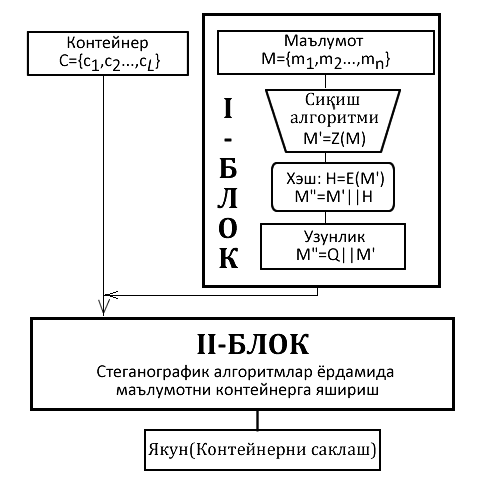 Контейнер
C={c1,c2...,cL}
Маълумот
M={m1,m2...,mn}
I-БЛОК
Сиқиш
алгоритми
M'=Z(M)
Хэш: H=E(M')
M"=M'||H
Узунлик
M"=Q||M'
II-БЛОК
Стеганографик алгоритмлар ёрдамида
маълумотни контейнерга яшириш
Якун(Контейнерни саклаш)